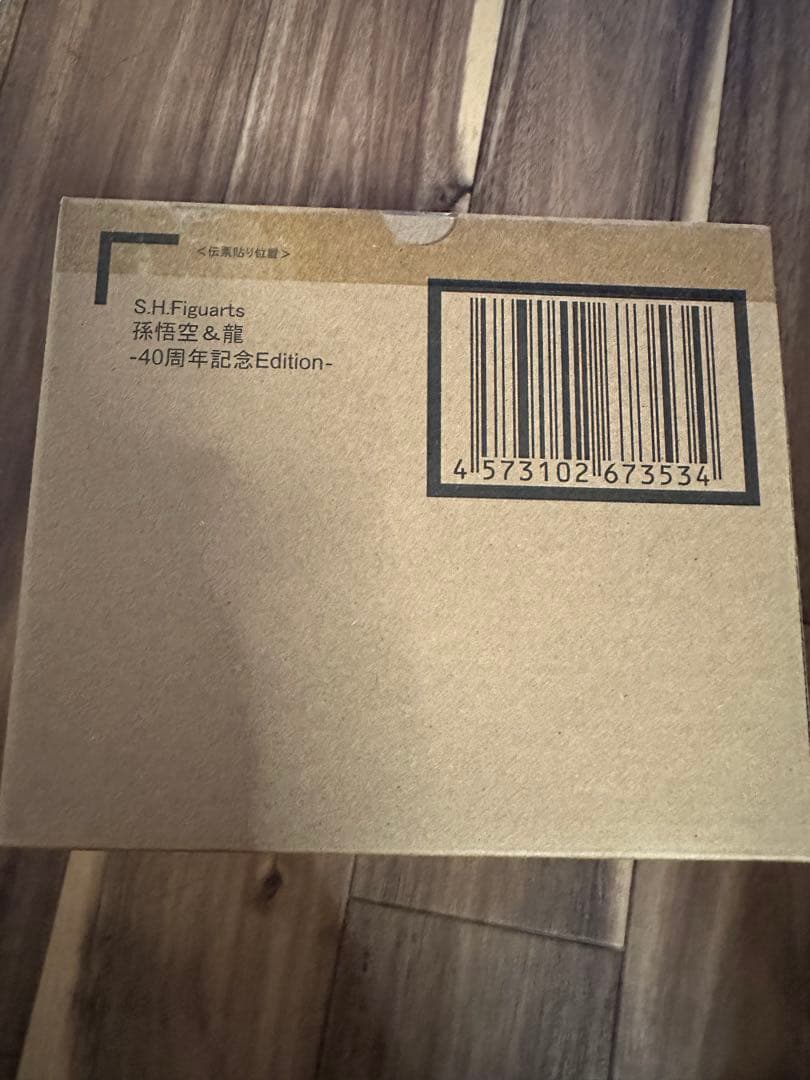 ＜伝票貼り位置＞
S.H.Figuarts
孫悟空＆龍
-40周年記念Edition-
4 573102 673534